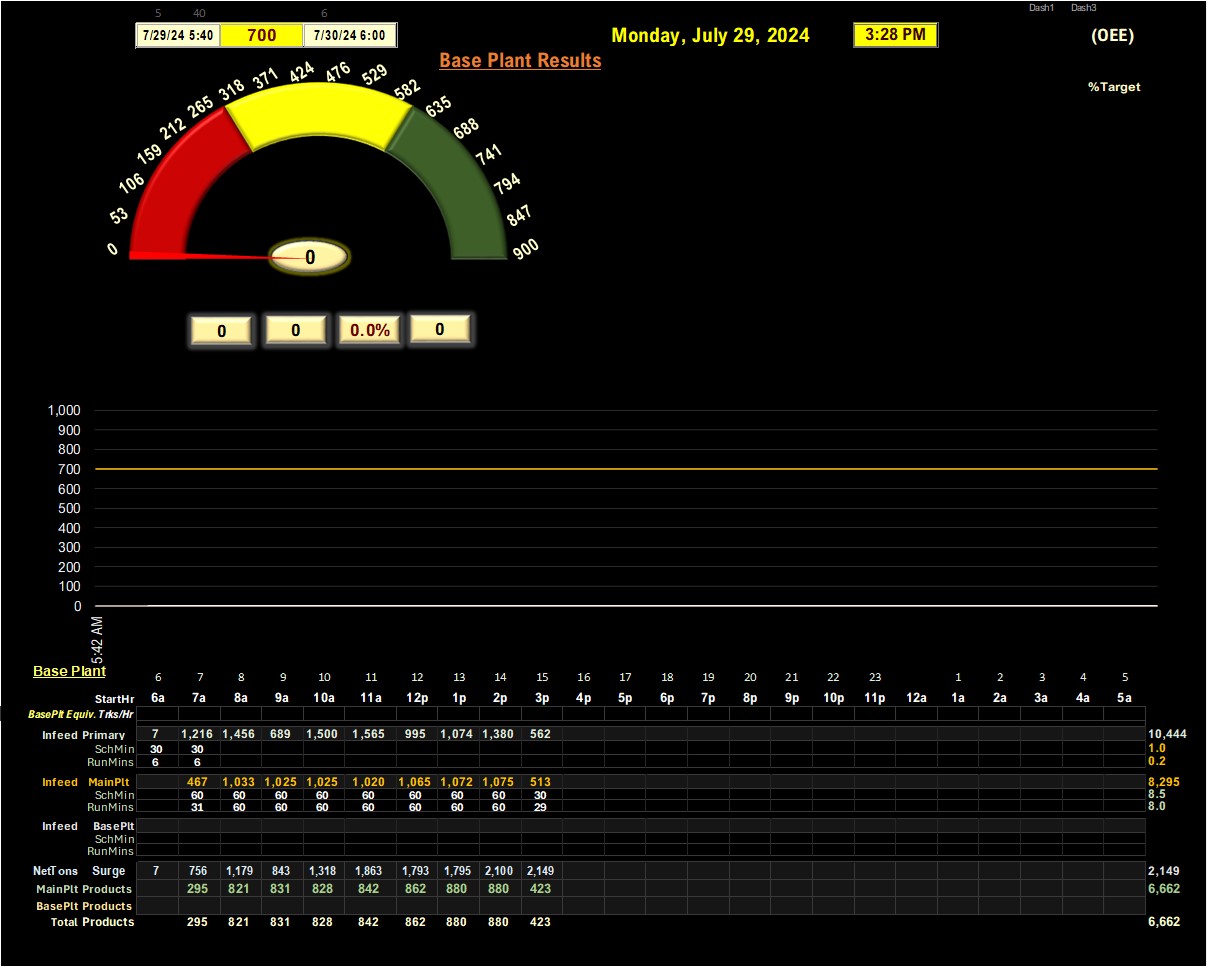 Dash1 Dash3
5 40 6
7/29/24 5:40 700 7/30/24 6:00 Monday, July 29, 2024 3:28 PM (OEE)
Base Plant Results
%Target
0 53 106 159 212 265 318 371 424 476 529 582 635 688 741 794 847 900
0
0 0 0.0% 0
1,000
900
800
700
600
500
400
300
200
100
0
5:42 AM
Base Plant
6 7 8 9 10 11 12 13 14 15 16 17 18 19 20 21 22 23 1 2 3 4 5
StartHr 6a 7a 8a 9a 10a 11a 12p 1p 2p 3p 4p 5p 6p 7p 8p 9p 10p 11p 12a 1a 2a 3a 4a 5a
BasePlt Equiv. Trks/Hr
Infeed Primary 7 1,216 1,456 689 1,500 1,565 995 1,074 1,380 562 10,444
SchMin 30 30 1.0
RunMins 6 6 0.2
Infeed MainPlt 467 1,033 1,025 1,025 1,020 1,065 1,072 1,075 513 8,295
SchMin 60 60 60 60 60 60 60 60 30 8.5
RunMins 31 60 60 60 60 60 60 60 29 8.0
Infeed BasePlt
SchMin
RunMins
NetTons Surge 7 756 1,179 843 1,318 1,863 1,793 1,795 2,100 2,149 2,149
MainPlt Products 295 821 831 828 842 862 880 880 423 6,662
BasePlt Products
Total Products 295 821 831 828 842 862 880 880 423 6,662